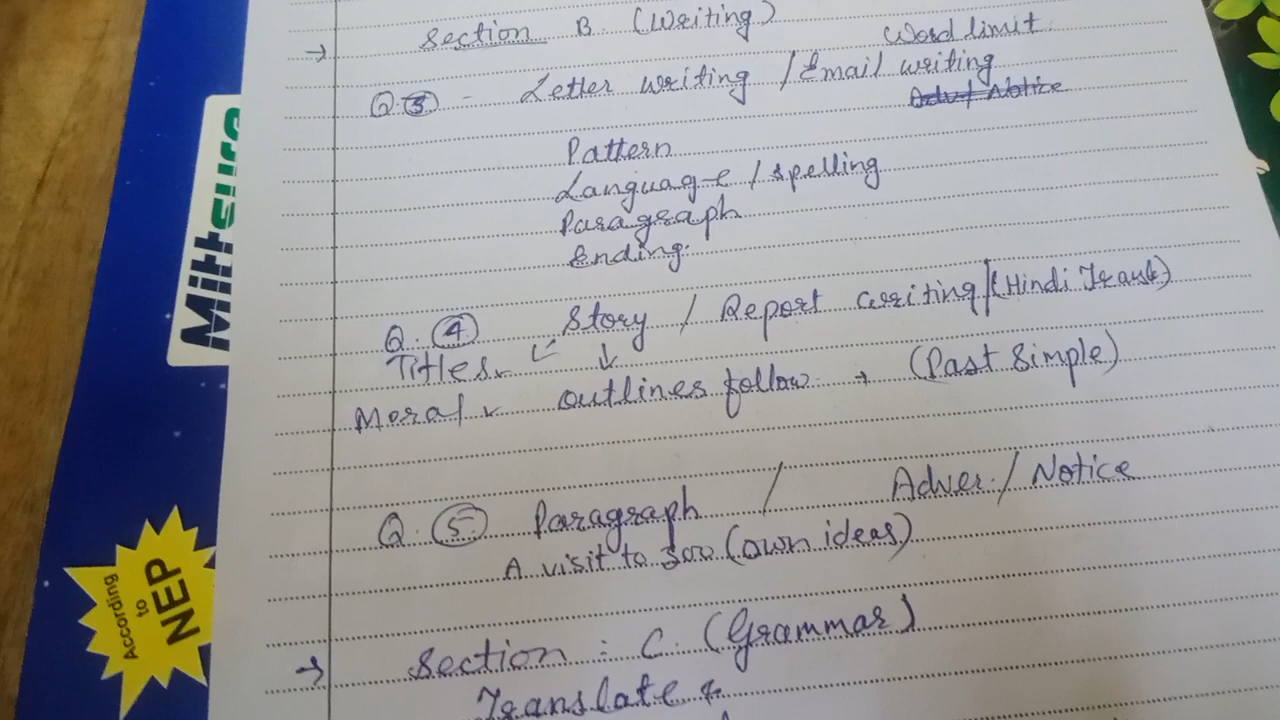 → Section B. (Writing)
Word limit.
Q. 3 - Letter writing / Email writing
Adv/ Notice
Pattern
Language / spelling
Paragraph
Ending.
Q. 4 Story / Report writing/(Hindi Trans)
Titles.
Moral outlines follow → (Past Simple)
Q. 5 Paragraph / Adver./ Notice
A visit to zoo (own ideas)
→ Section : C. (Grammar)
Translate
Mittsure
According
to
NEP